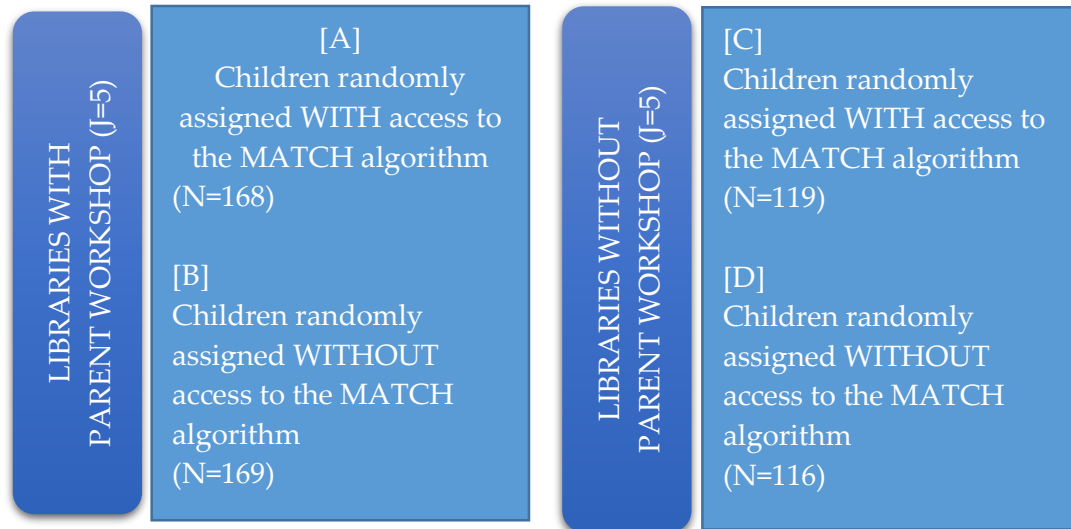 LIBRARIES WITH
PARENT WORKSHOP (J=5)
[A]
Children randomly
assigned WITH access to
the MATCH algorithm
(N=168)
[B]
Children randomly
assigned WITHOUT
access to the MATCH
algorithm
(N=169)
LIBRARIES WITHOUT
PARENT WORKSHOP (J=5)
[C]
Children randomly
assigned WITH access to
the MATCH algorithm
(N=119)
[D]
Children randomly
assigned WITHOUT
access to the MATCH
algorithm
(N=116)